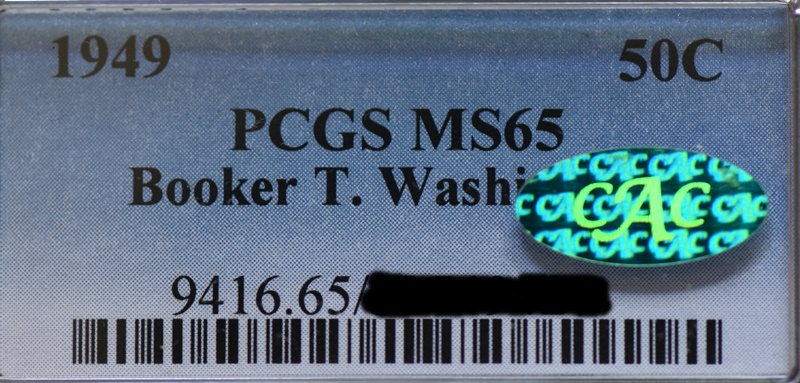 1949 50C
PCGS MS65
Booker T. Washi
CAC
9416.65/